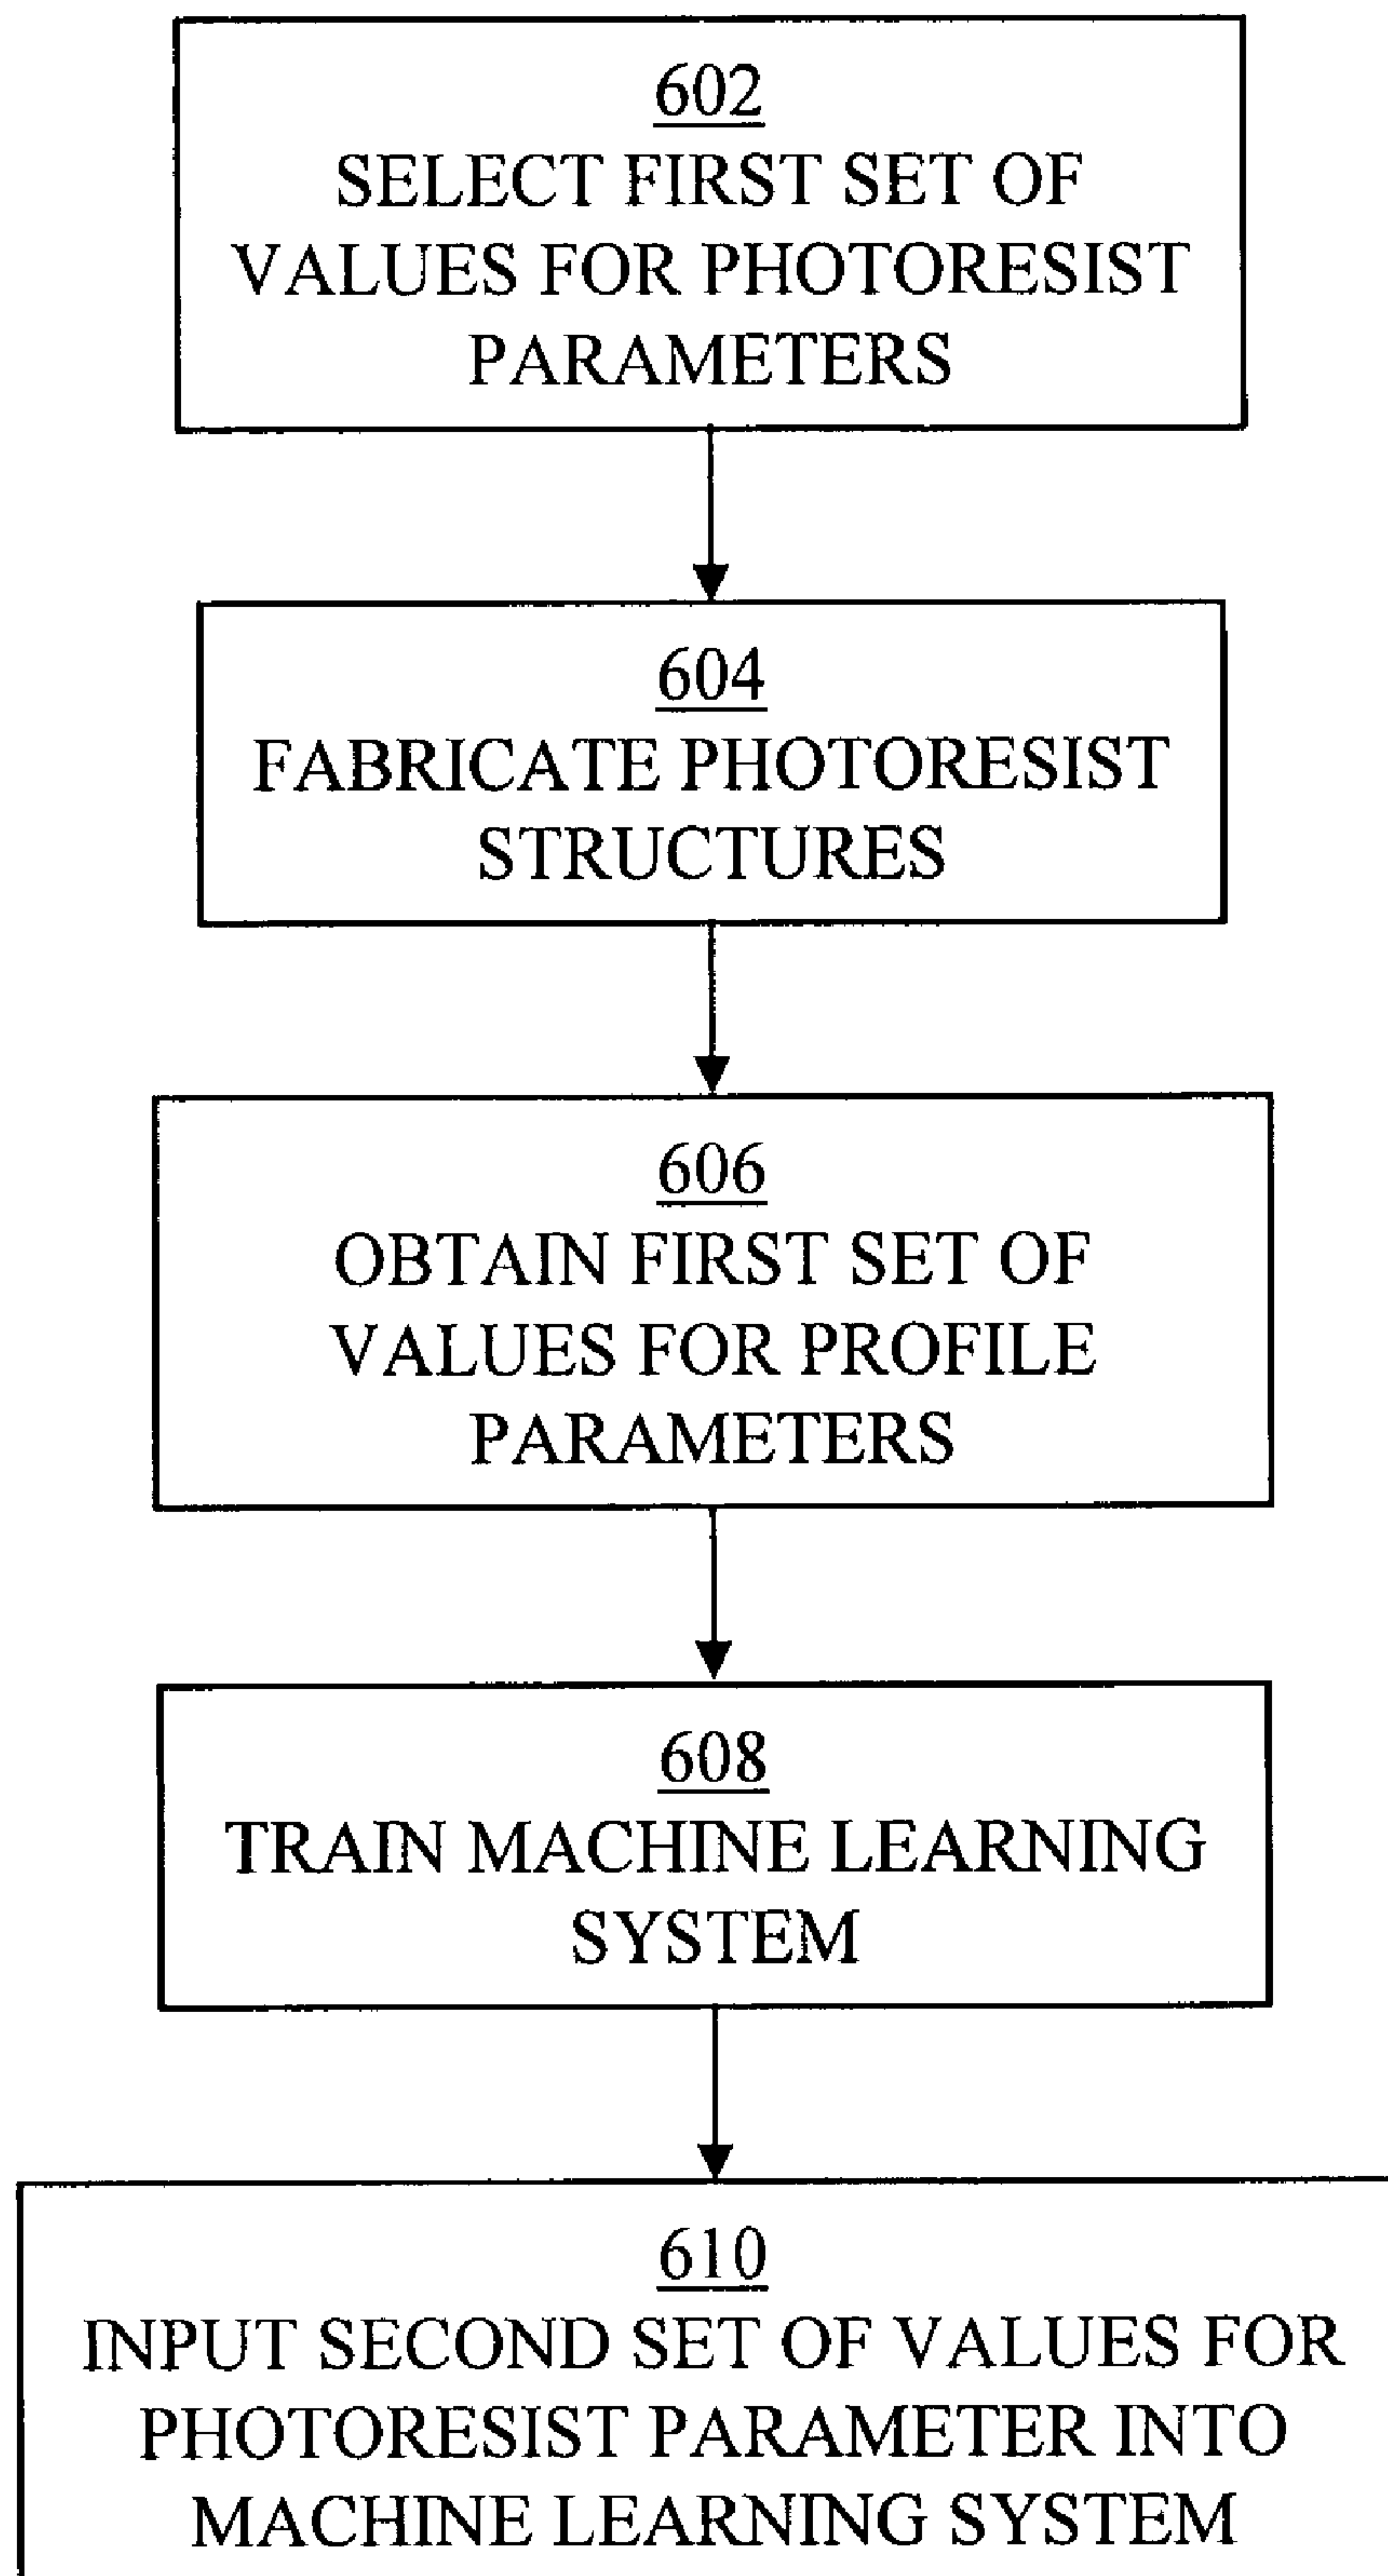 602
SELECT FIRST SET OF
VALUES FOR PHOTORESIST
PARAMETERS
604
FABRICATE PHOTORESIST
STRUCTURES
606
OBTAIN FIRST SET OF
VALUES FOR PROFILE
PARAMETERS
608
TRAIN MACHINE LEARNING
SYSTEM
610
INPUT SECOND SET OF VALUES FOR
PHOTORESIST PARAMETER INTO
MACHINE LEARNING SYSTEM